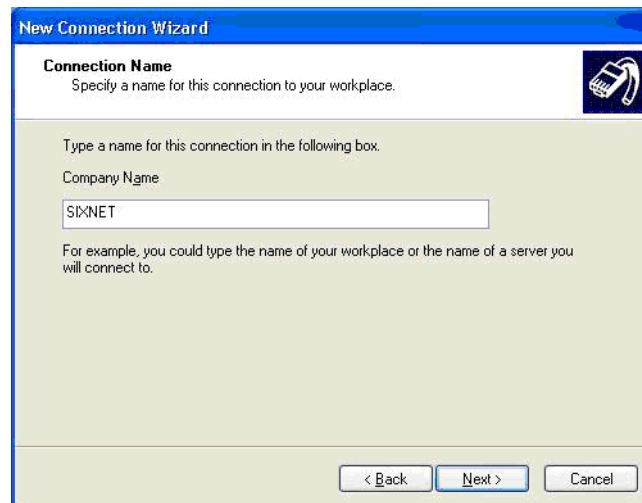 New Connection Wizard
Connection Name
Specify a name for this connection to your workplace.
Type a name for this connection in the following box.
Company Name
SIXNET
For example, you could type the name of your workplace or the name of a server you
will connect to.
< Back
Next >
Cancel